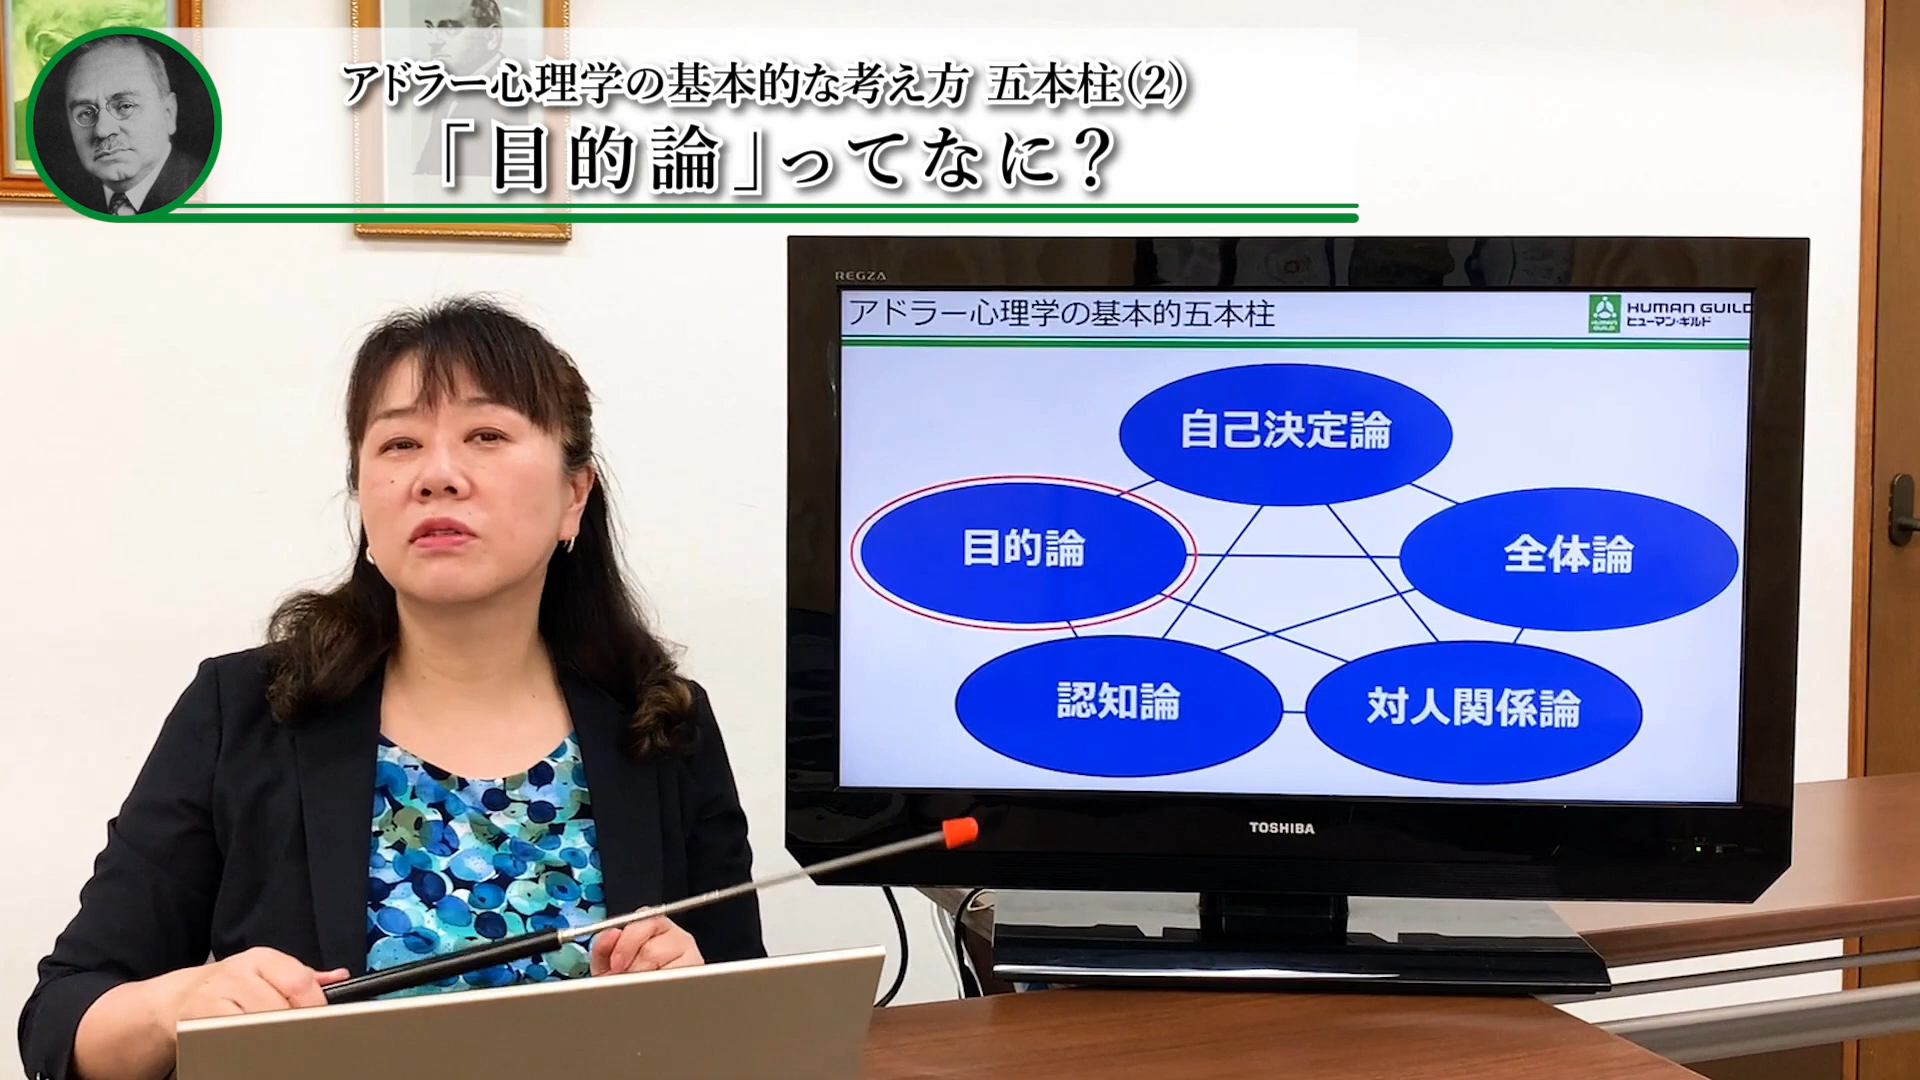 アドラー心理学の基本的な考え方 五本柱(2)
「目的論」ってなに？
REGZA
アドラー心理学の基本的五本柱
HUMAN GUILD
ヒューマン・ギルド
HUMAN
GUILD
自己決定論
目的論
全体論
認知論
対人関係論
TOSHIBA